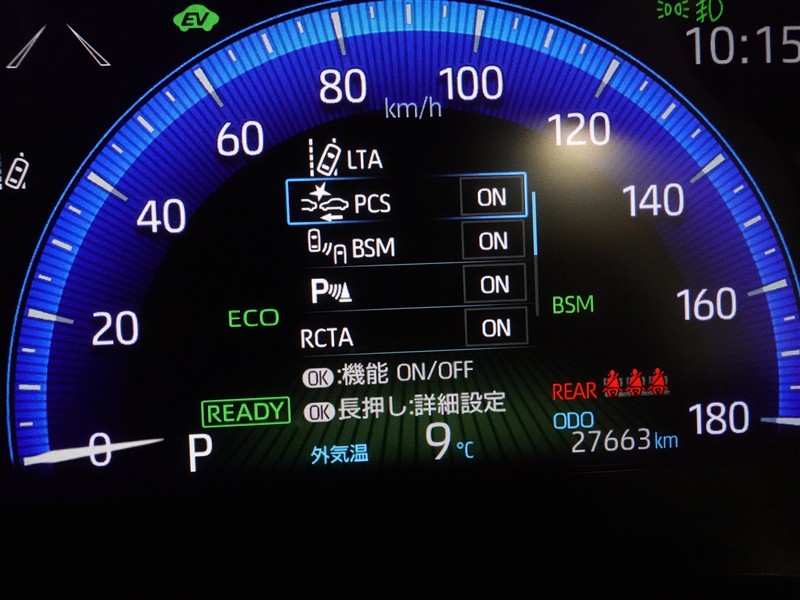 EV
10:15
80
100
km/h
60
120
LTA
40
140
PCS ON
BSM ON
P ON
20
ECO
BSM
160
RCTA ON
OK:機能 ON/OFF
REAR
READY
OK長押し:詳細設定
ODO
180
0
P
外気温 9℃
27663km